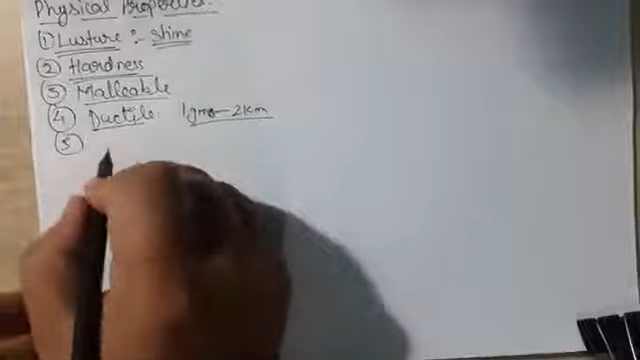 Physical Properties:
① Lusture :- Shine
② Hardness
③ Malleable
④ Ductile. 1gm - 2km
⑤